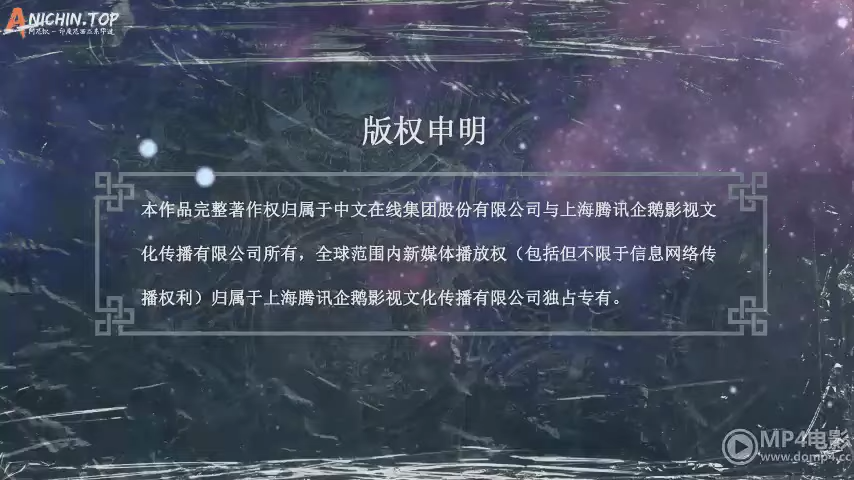 ANICHIN.TOP
版权申明
本作品完整著作权归属于中文在线集团股份有限公司与上海腾讯企鹅影视文
化传播有限公司所有，全球范围内新媒体播放权（包括但不限于信息网络传
播权利）归属于上海腾讯企鹅影视文化传播有限公司独占专有。
MP4电影
www.domp4.cc